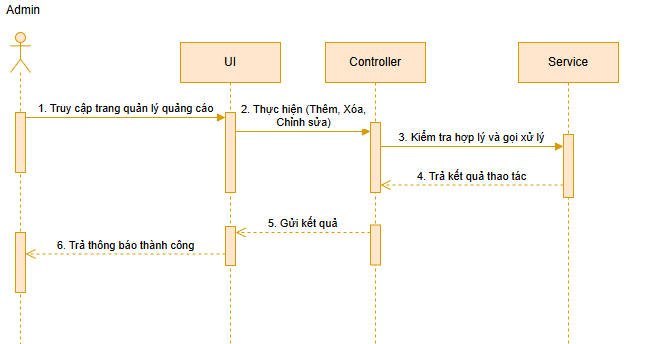 Admin
UI
Controller
Service
1. Truy cập trang quản lý quảng cáo
2. Thực hiện (Thêm, Xóa,
Chỉnh sửa)
3. Kiểm tra hợp lý và gọi xử lý
4. Trả kết quả thao tác
5. Gửi kết quả
6. Trả thông báo thành công